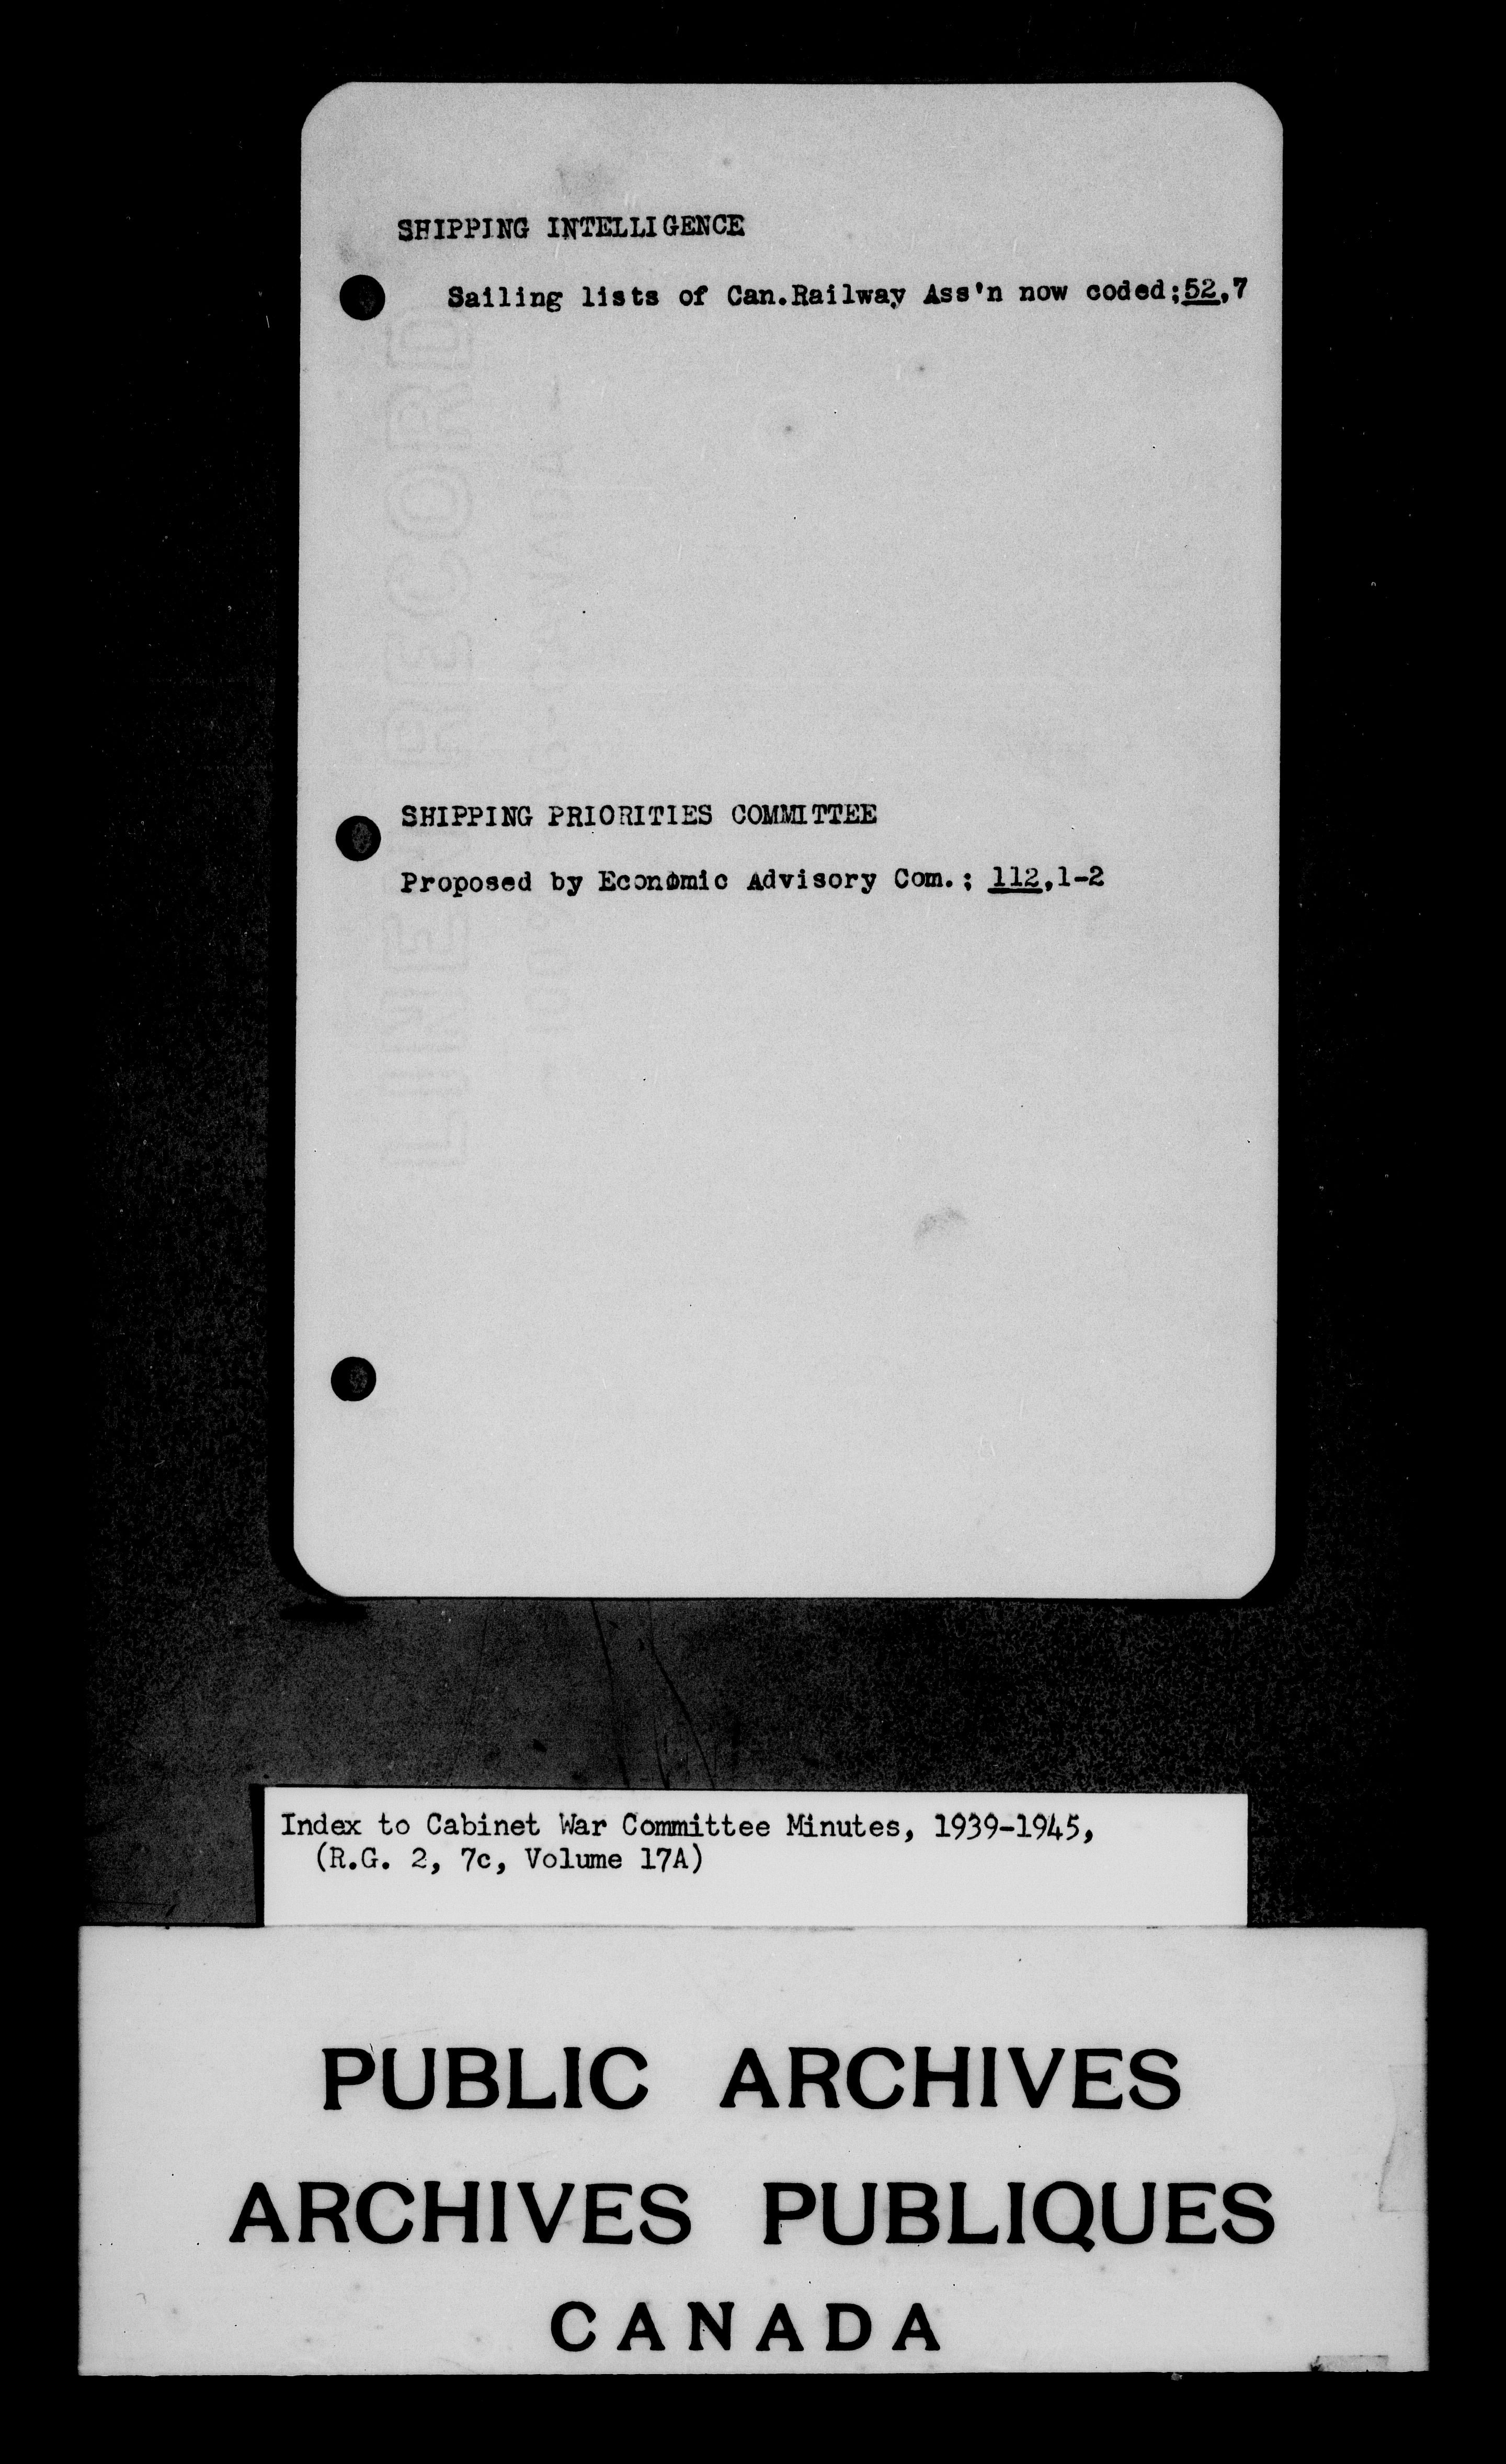 SHIPPING INTELLIGENCE
Sailing lists of Can.Railway Ass'n now coded;52,7
SHIPPING PRIORITIES COMMITTEE
Proposed by Economic Advisory Com.; 112,1-2
Index to Cabinet War Committee Minutes, 1939-1945,
(R.G. 2, 7c, Volume 17A)
PUBLIC ARCHIVES
ARCHIVES PUBLIQUES
CANADA